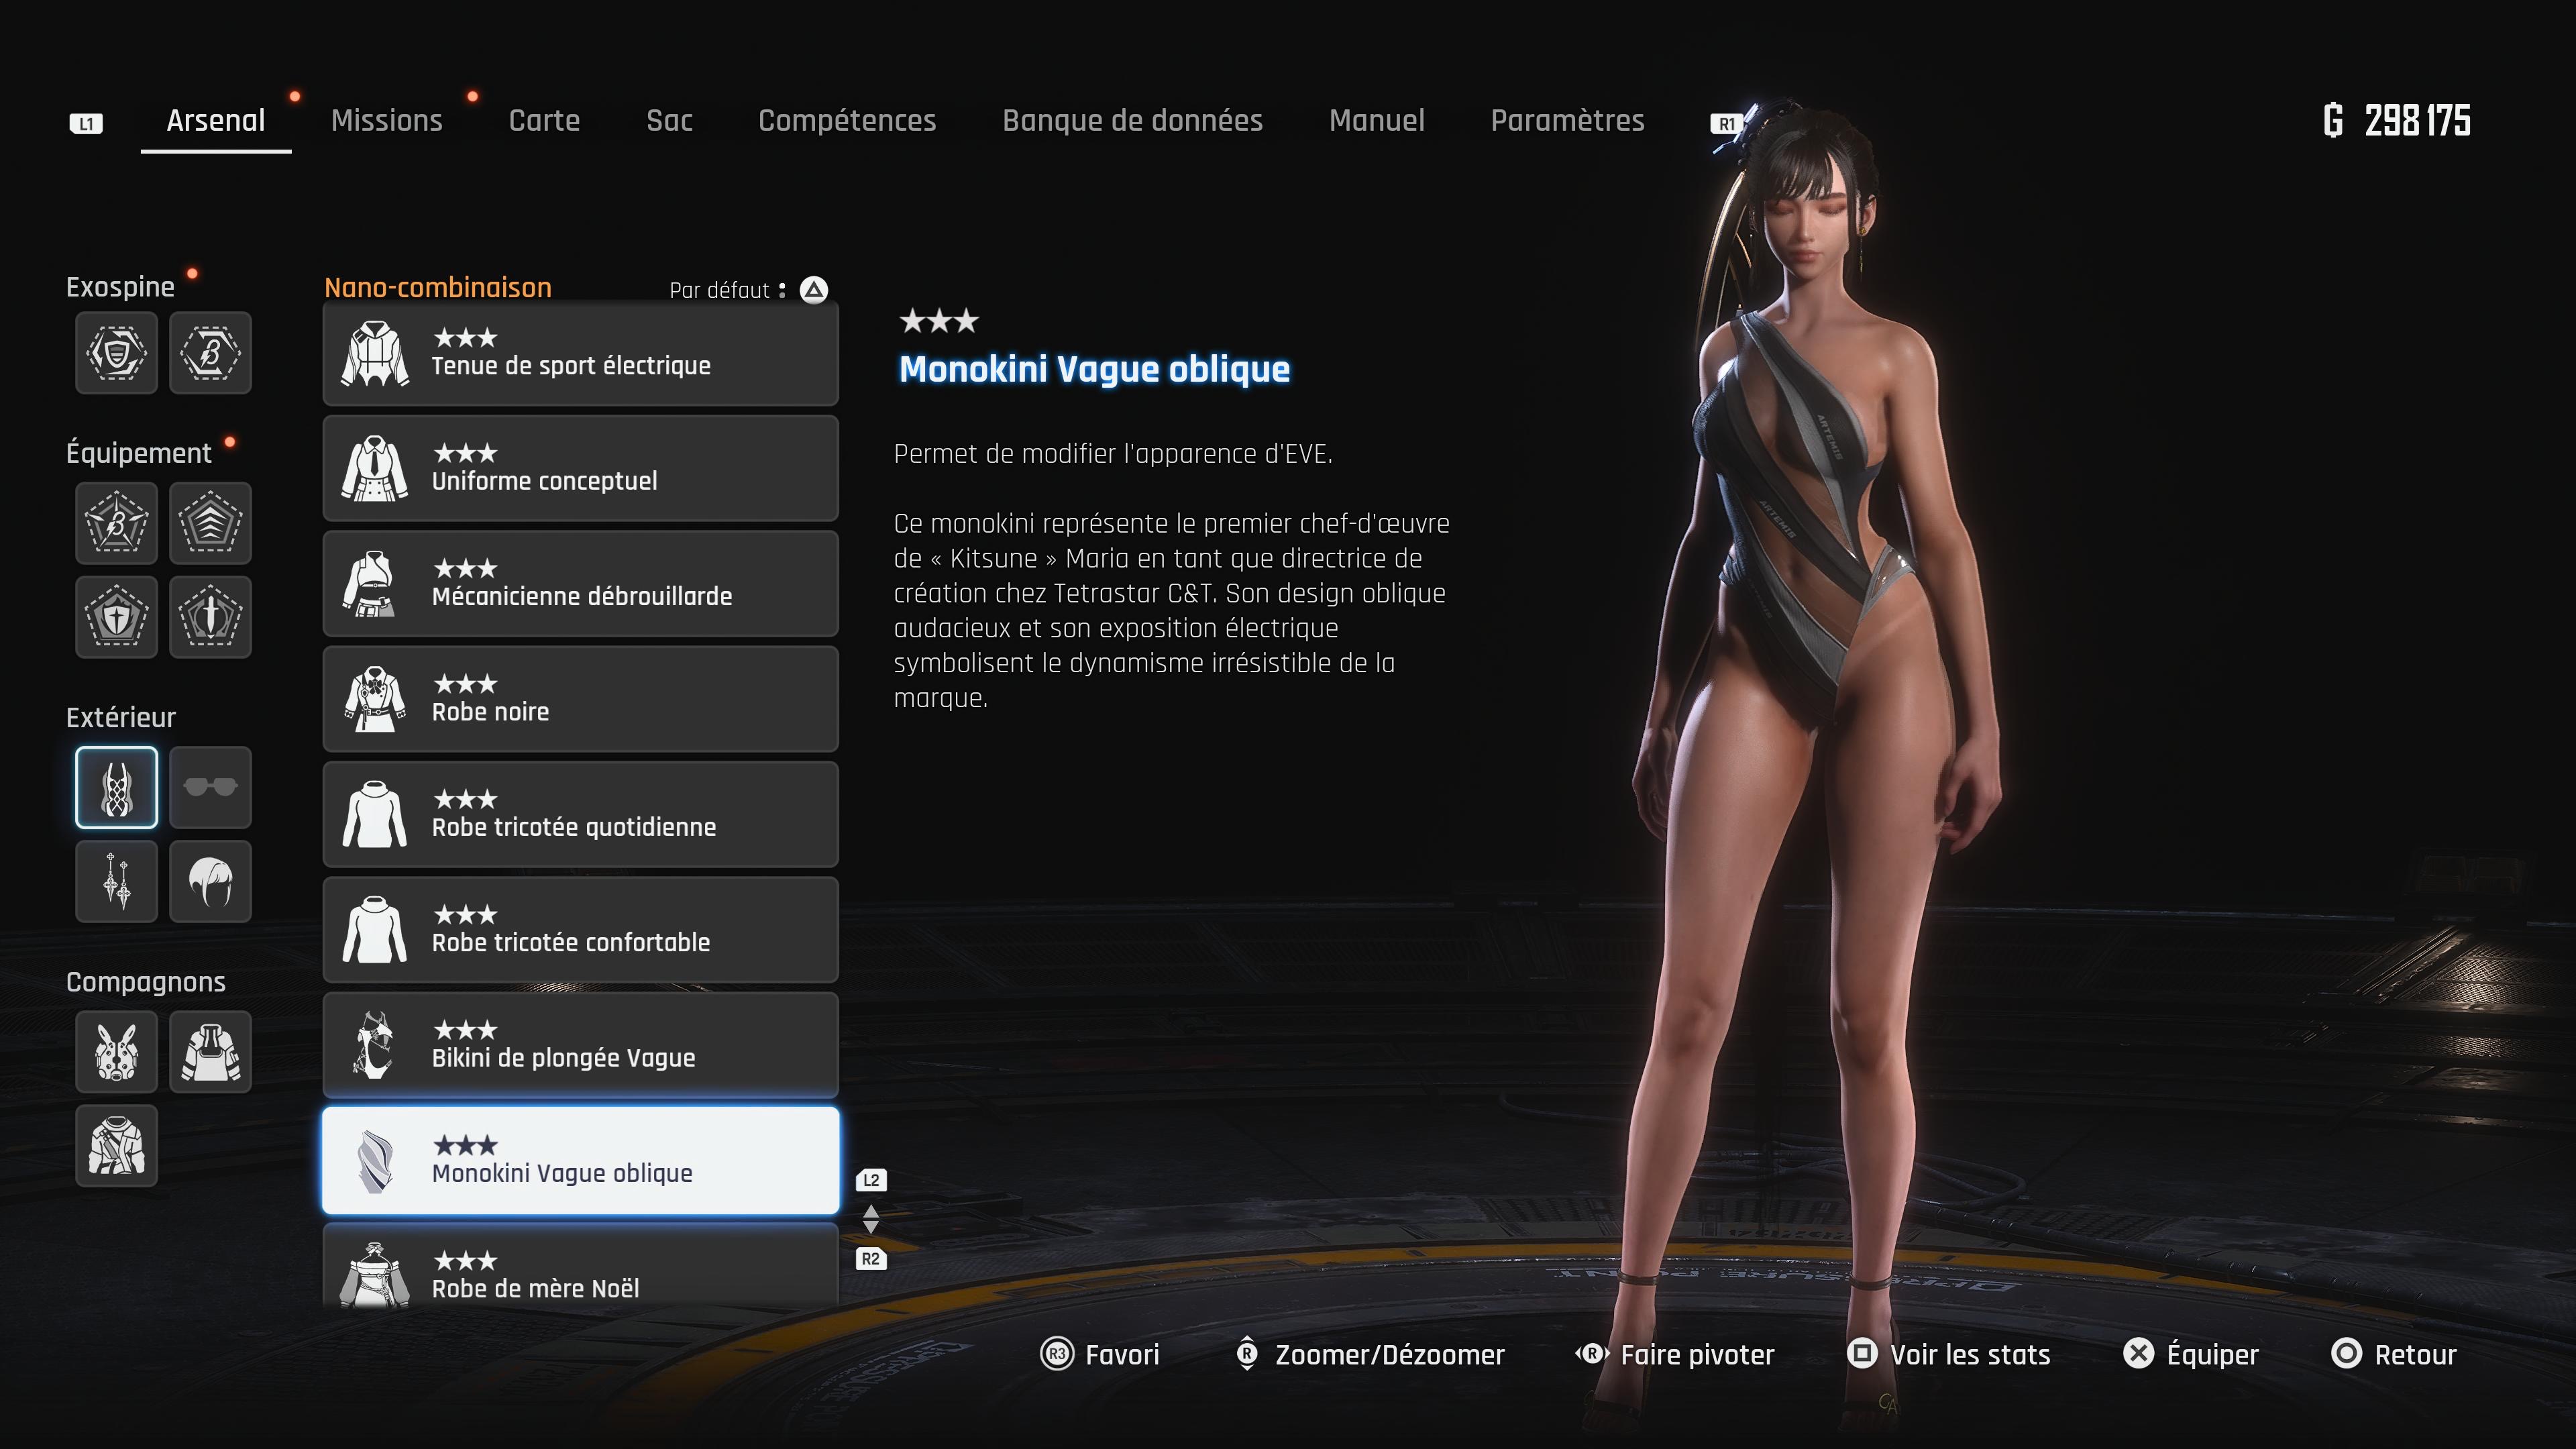 L1 Arsenal Missions Carte Sac Compétences Banque de données Manuel Paramètres R1
G 298 175
Exospine
Équipement
Extérieur
Compagnons
Nano-combinaison
Par défaut :
Tenue de sport électrique
Uniforme conceptuel
Mécanicienne débrouillarde
Robe noire
Robe tricotée quotidienne
Robe tricotée confortable
Bikini de plongée Vague
Monokini Vague oblique
Robe de mère Noël
L2
R2
Monokini Vague oblique
Permet de modifier l'apparence d'EVE.
Ce monokini représente le premier chef-d'œuvre
de « Kitsune » Maria en tant que directrice de
création chez Tetrastar C&T. Son design oblique
audacieux et son exposition électrique
symbolisent le dynamisme irrésistible de la
marque.
ARTEMIS
ARTEMIS
R3 Favori R Zoomer/Dézoomer R Faire pivoter Voir les stats Équiper Retour